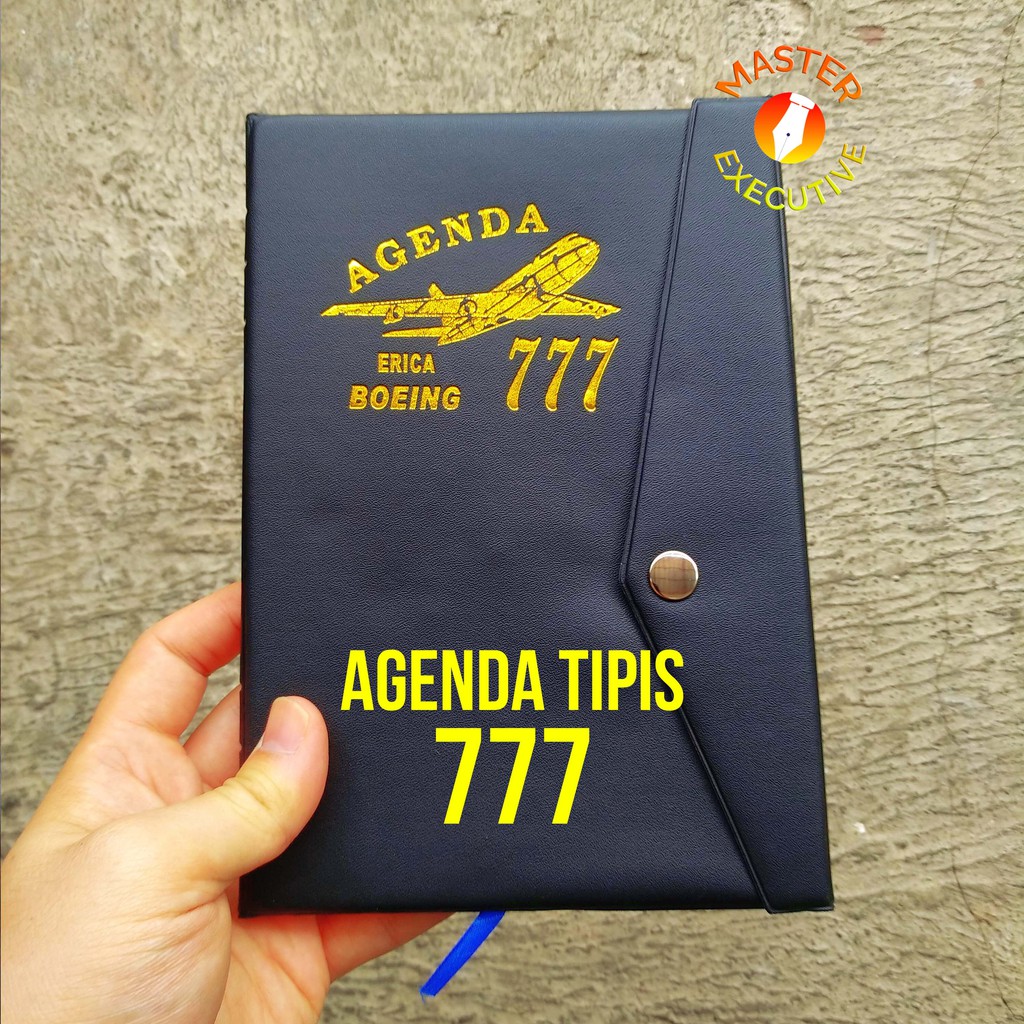 MASTER
EXECUTIVE
AGENDA
ERICA
BOEING 777
AGENDA TIPIS
777